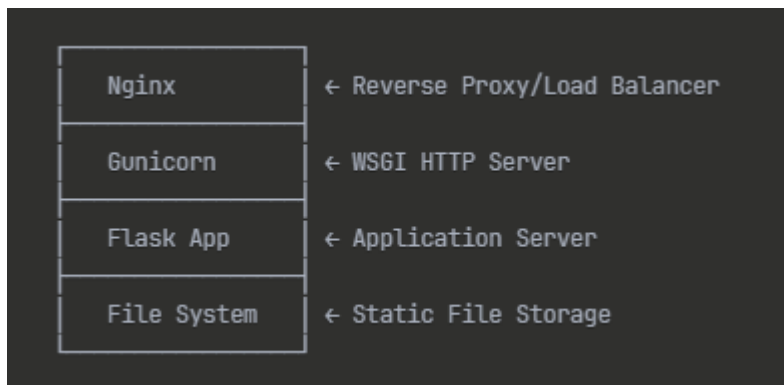 Nginx ← Reverse Proxy/Load Balancer
Gunicorn ← WSGI HTTP Server
Flask App ← Application Server
File System ← Static File Storage